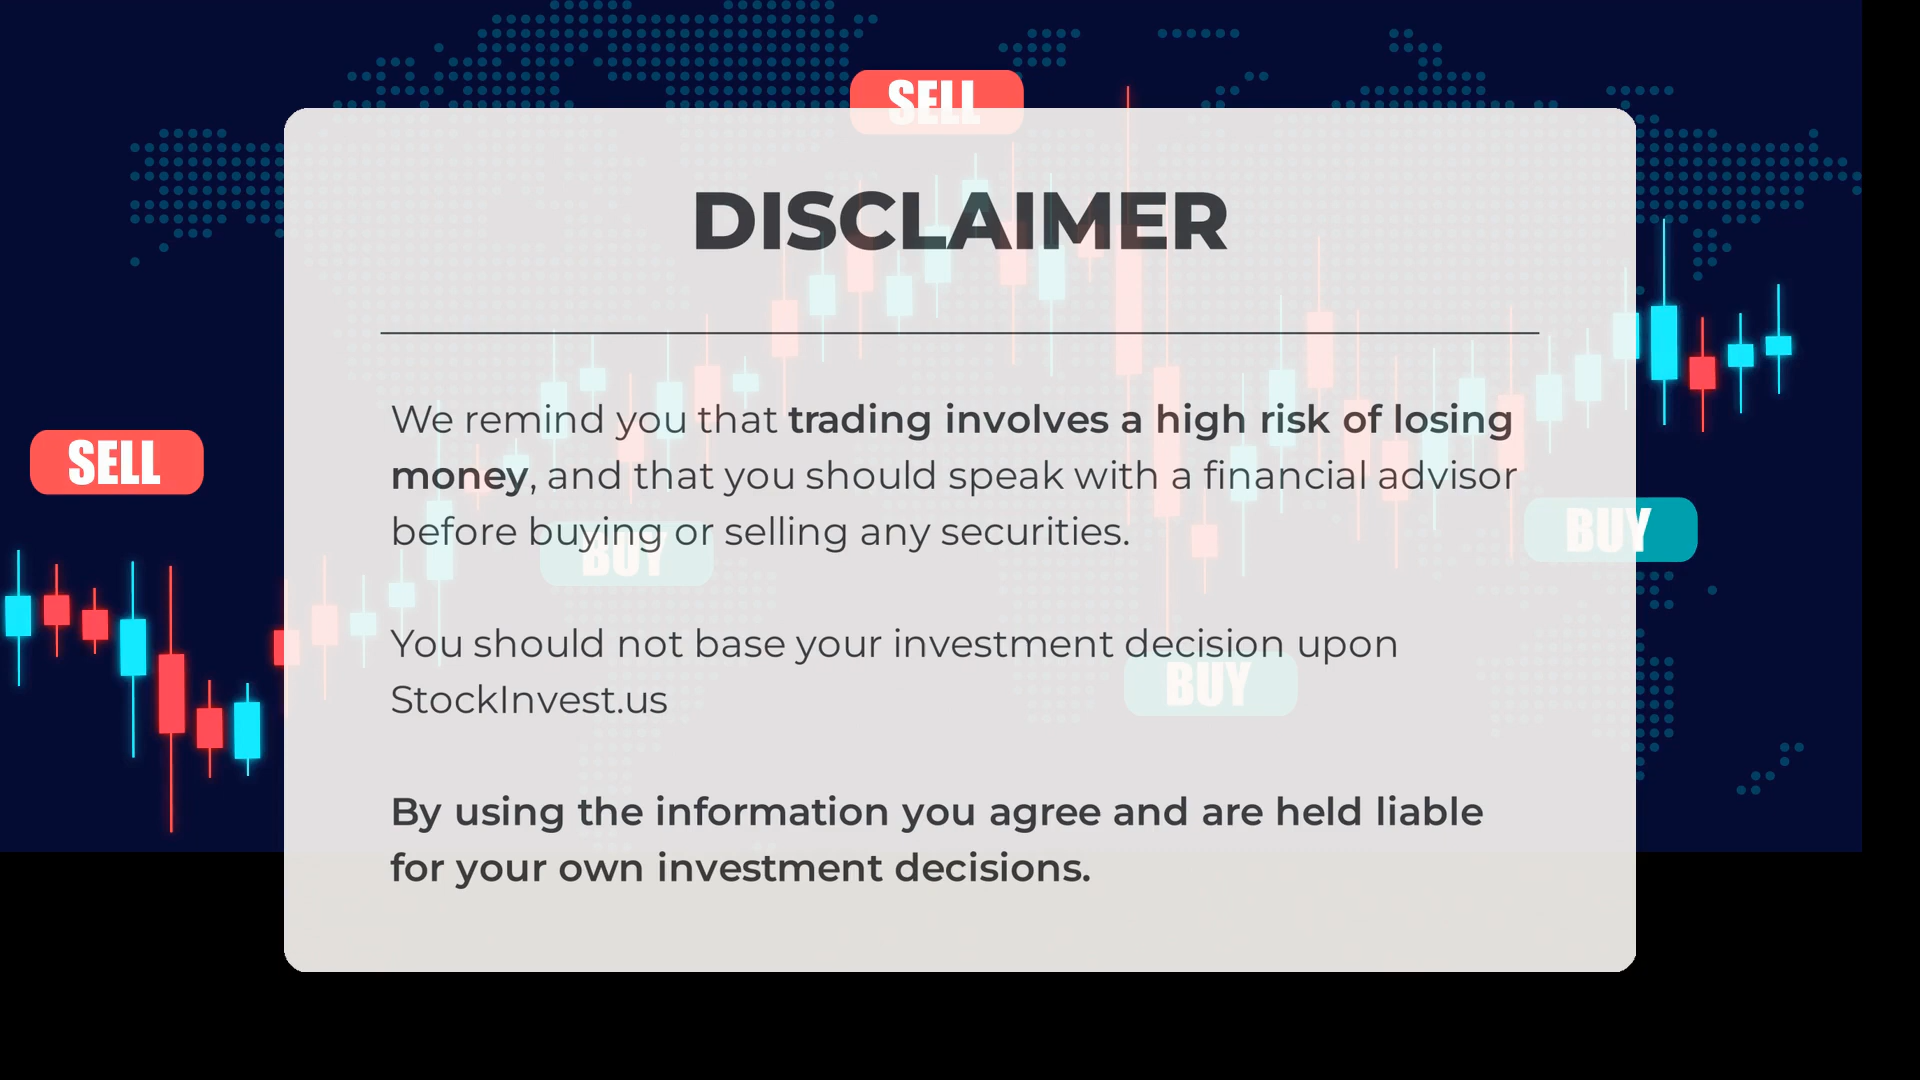 SELL
DISCLAIMER
We remind you that trading involves a high risk of losing
money, and that you should speak with a financial advisor
before buying or selling any securities.
SELL
BUY
BUY
You should not base your investment decision upon
StockInvest.us
BUY
By using the information you agree and are held liable
for your own investment decisions.